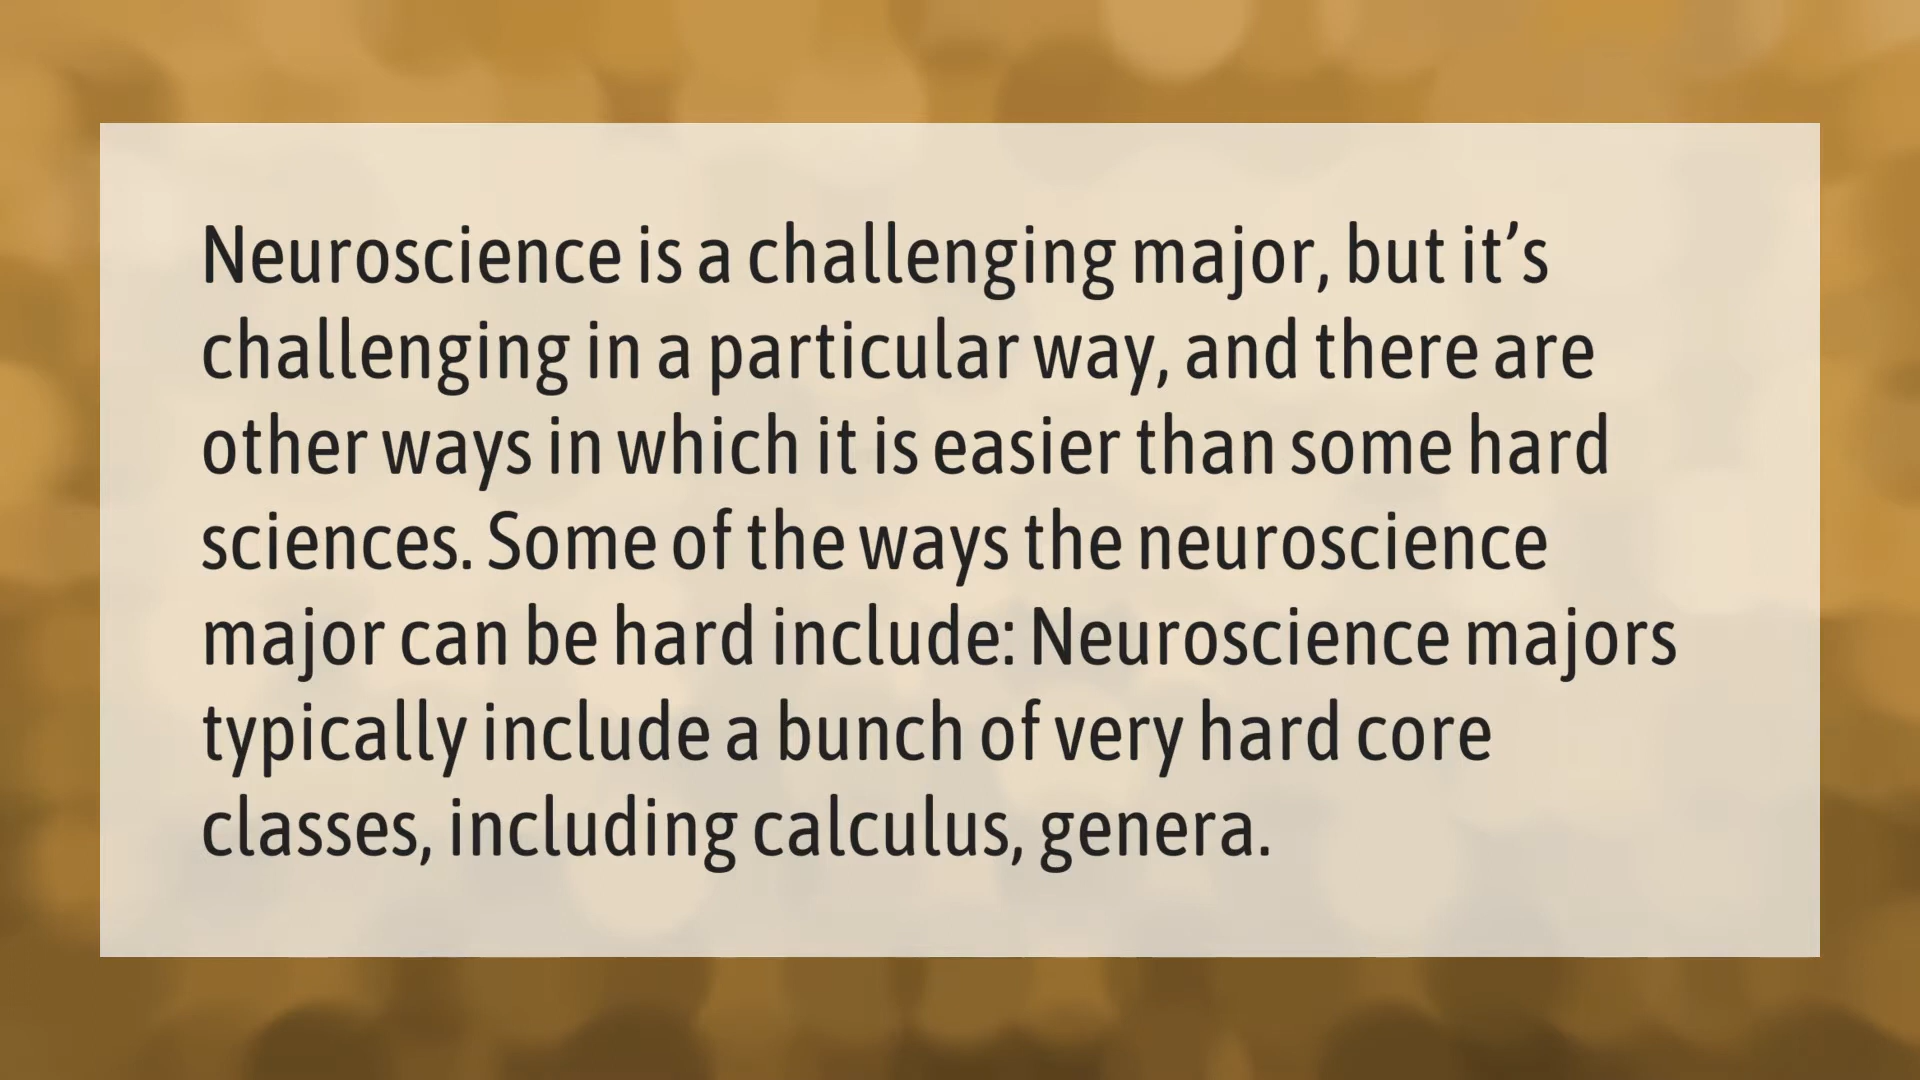 Neuroscience is a challenging major, but it’s
challenging in a particular way, and there are
other ways in which it is easier than some hard
sciences. Some of the ways the neuroscience
major can be hard include: Neuroscience majors
typically include a bunch of very hard core
classes, including calculus, genera.